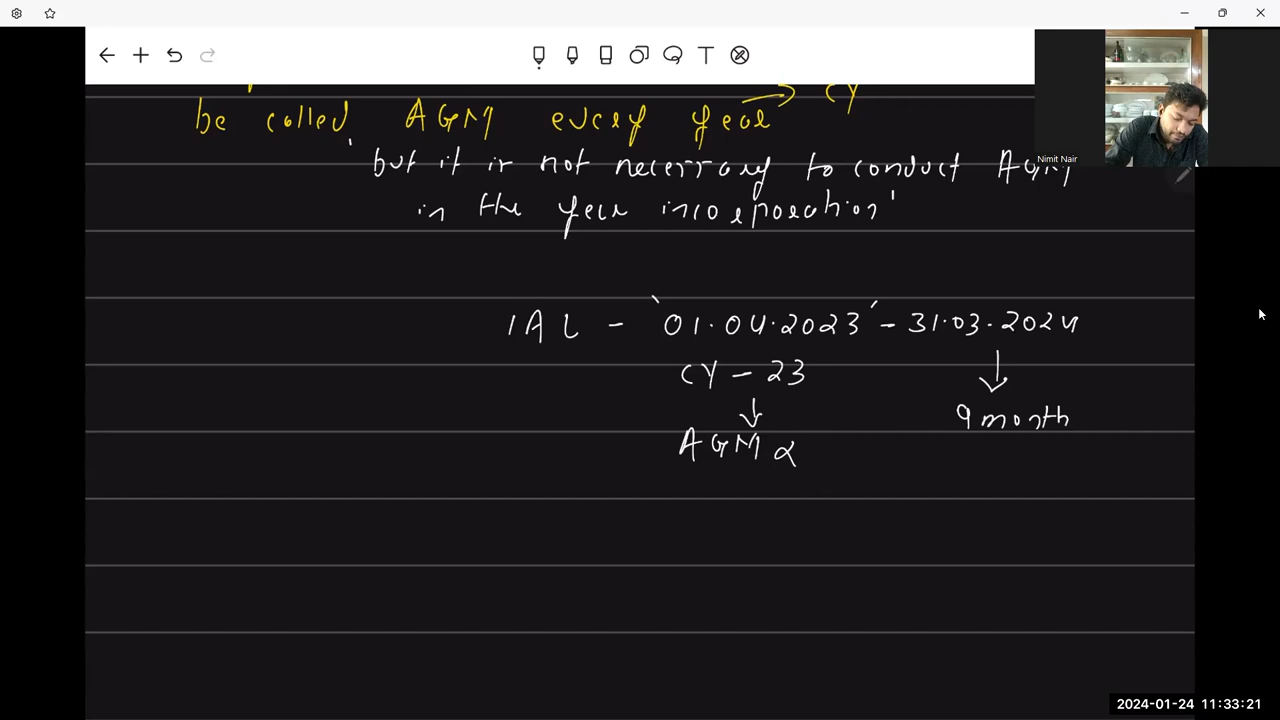 → CY
be called AGM every year
'but it is not necessary to conduct AGM
in the year incorporation'
Nimit Nair
IAL - '01.04.2023' - 31.03.2024
CY - 23
↓
9 month
↓
AGM x
2024-01-24 11:33:21